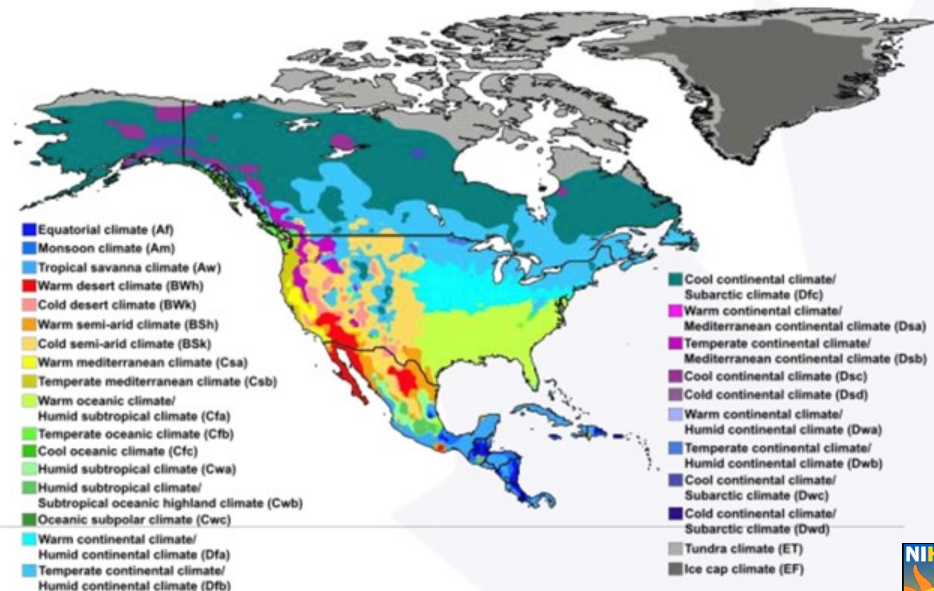 Equatorial climate (Af)
Monsoon climate (Am)
Tropical savanna climate (Aw)
Warm desert climate (BWh)
Cold desert climate (BWk)
Warm semi-arid climate (BSh)
Cold semi-arid climate (BSk)
Warm mediterranean climate (Csa)
Temperate mediterranean climate (Csb)
Warm oceanic climate/
Humid subtropical climate (Cfa)
Temperate oceanic climate (Cfb)
Cool oceanic climate (Cfc)
Humid subtropical climate (Cwa)
Humid subtropical climate/
Subtropical oceanic highland climate (Cwb)
Oceanic subpolar climate (Cwc)
Warm continental climate/
Humid continental climate (Dfa)
Temperate continental climate/
Humid continental climate (Dfb)
Cool continental climate/
Subarctic climate (Dfc)
Warm continental climate/
Mediterranean continental climate (Dsa)
Temperate continental climate/
Mediterranean continental climate (Dsb)
Cool continental climate (Dsc)
Cold continental climate (Dsd)
Warm continental climate/
Humid continental climate (Dwa)
Temperate continental climate/
Humid continental climate (Dwb)
Cool continental climate/
Subarctic climate (Dwc)
Cold continental climate/
Subarctic climate (Dwd)
Tundra climate (ET)
Ice cap climate (EF)